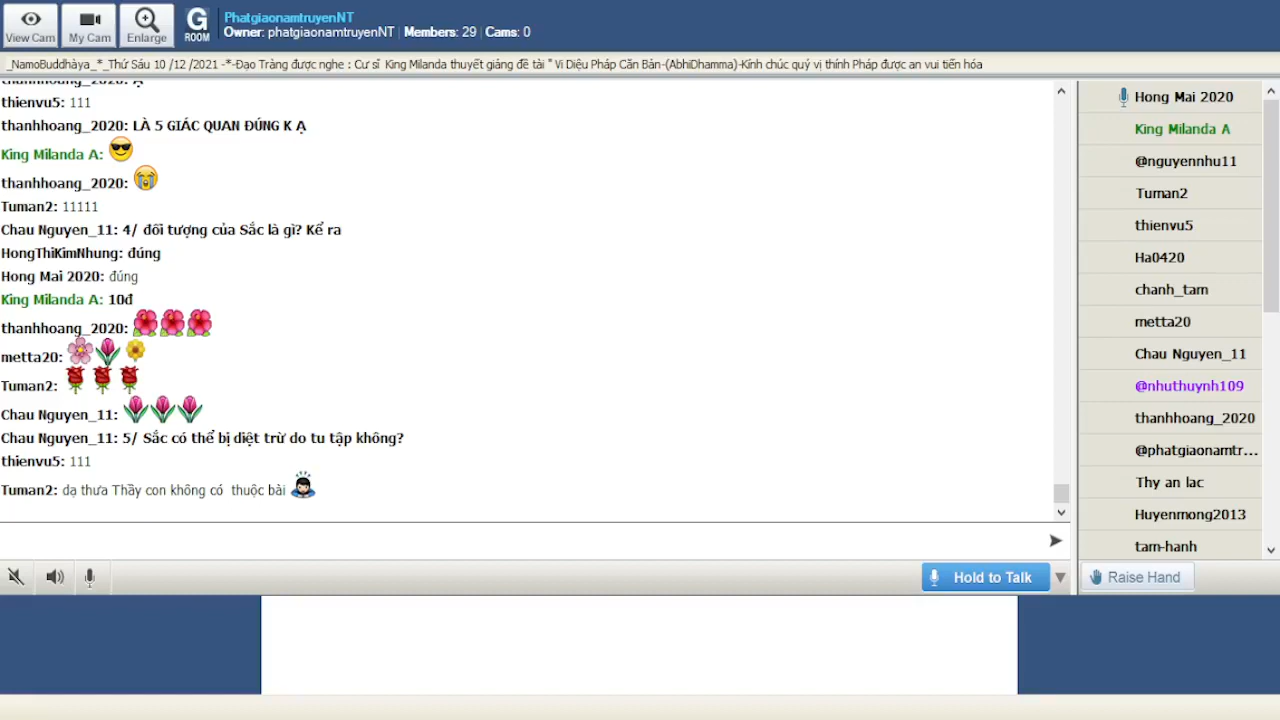 View Cam
My Cam
Enlarge
G
ROOM
PhatgiaonamtruyenNT
Owner: phatgiaonamtruyenNT | Members: 29 | Cams: 0
_NamoBuddhàya_*_Thứ Sáu 10 /12 /2021 -*-Đạo Tràng được nghe : Cư sĩ King Milanda thuyết giảng đề tài " Vi Diệu Pháp Căn Bản-(AbhiDhamma)-Kính chúc quý vị thính Pháp được an vui tiến hóa
thanhhoang_2020: Ạ
thienvu5: 111
thanhhoang_2020: LÀ 5 GIÁC QUAN ĐÚNG K Ạ
King Milanda A:
thanhhoang_2020:
Tuman2: 11111
Chau Nguyen_11: 4/ đối tượng của Sắc là gì? Kể ra
HongThiKimNhung: đúng
Hong Mai 2020: đúng
King Milanda A: 10đ
thanhhoang_2020:
metta20:
Tuman2:
Chau Nguyen_11:
Chau Nguyen_11: 5/ Sắc có thể bị diệt trừ do tu tập không?
thienvu5: 111
Tuman2: dạ thưa Thầy con không có thuộc bài
Hold to Talk
Hong Mai 2020
King Milanda A
@nguyennhu11
Tuman2
thienvu5
Ha0420
chanh_tam
metta20
Chau Nguyen_11
@nhuthuynh109
thanhhoang_2020
@phatgiaonamtr...
Thy an lac
Huyenmong2013
tam-hanh
Raise Hand